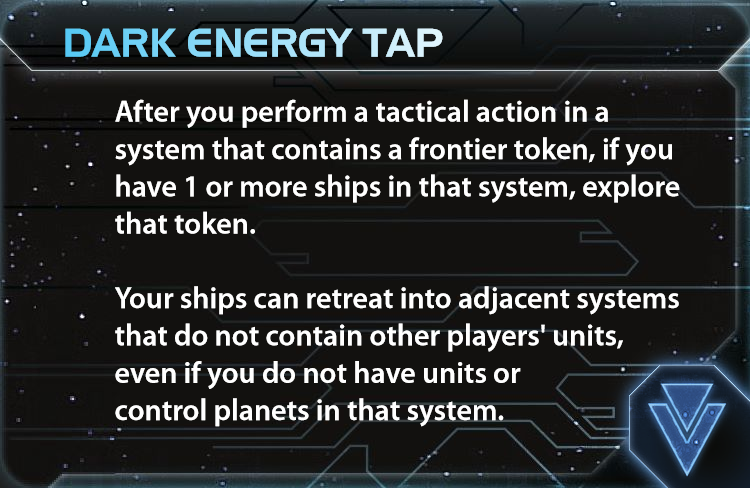 DARK ENERGY TAP
After you perform a tactical action in a
system that contains a frontier token, if you
have 1 or more ships in that system, explore
that token.
Your ships can retreat into adjacent systems
that do not contain other players' units,
even if you do not have units or
control planets in that system.